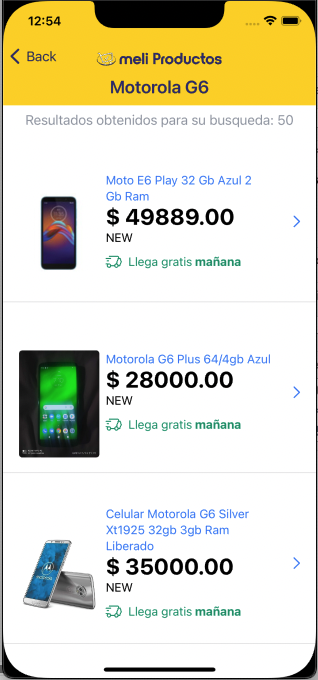 12:54
Back
meli Productos
Motorola G6
Resultados obtenidos para su busqueda: 50
Moto E6 Play 32 Gb Azul 2
Gb Ram
$ 49889.00
NEW
Llega gratis mañana
Motorola G6 Plus 64/4gb Azul
$ 28000.00
NEW
Llega gratis mañana
Celular Motorola G6 Silver
Xt1925 32gb 3gb Ram
Liberado
$ 35000.00
NEW
Llega gratis mañana